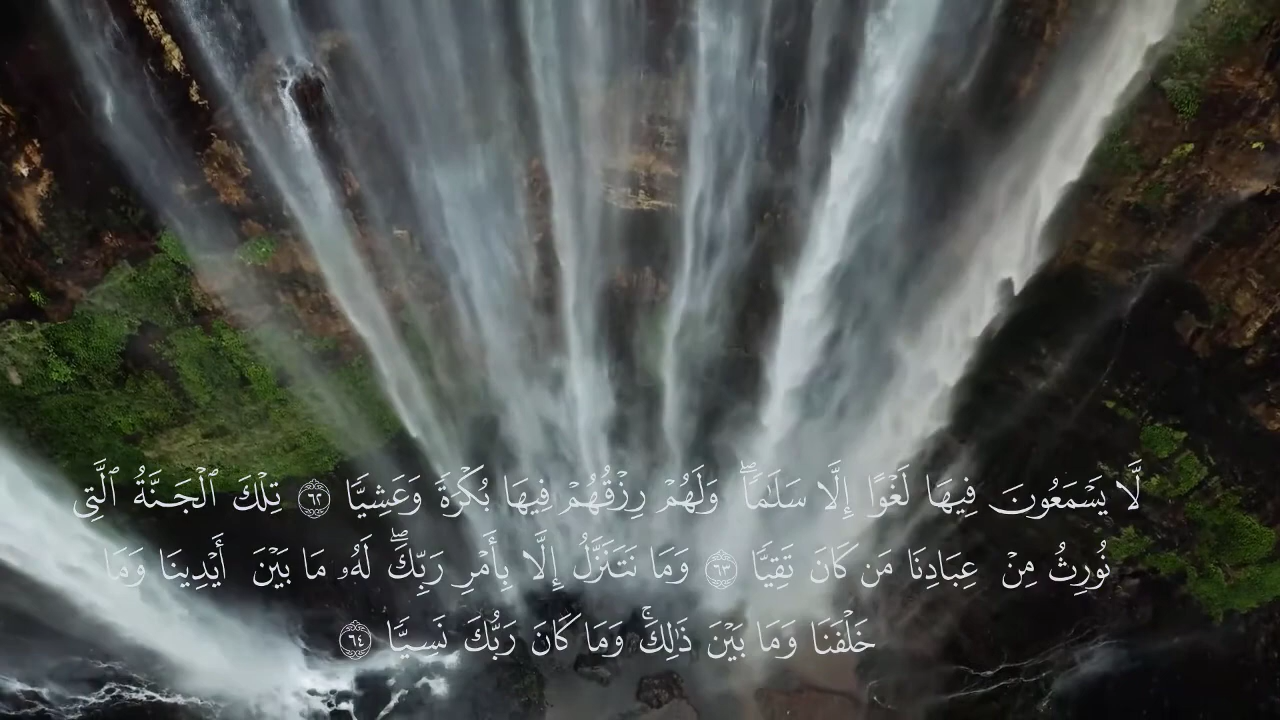 لَّا يَسْمَعُونَ فِيهَا لَغْوًا إِلَّا سَلَـٰمًا ۖ وَلَهُمْ رِزْقُهُمْ فِيهَا بُكْرَةً وَعَشِيًّا ٦٢ تِلْكَ ٱلْجَنَّةُ ٱلَّتِى
نُورِثُ مِنْ عِبَادِنَا مَن كَانَ تَقِيًّا ٦٣ وَمَا نَتَنَزَّلُ إِلَّا بِأَمْرِ رَبِّكَ ۖ لَهُۥ مَا بَيْنَ أَيْدِينَا وَمَا
خَلْفَنَا وَمَا بَيْنَ ذَٰلِكَ ۚ وَمَا كَانَ رَبُّكَ نَسِيًّا ٦٤